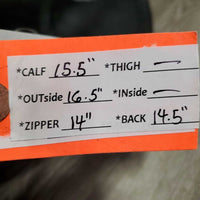 *CALF 15.5" *THIGH —
*OUTside 16.5" *INside —
*ZIPPER 14" *BACK 14.5"